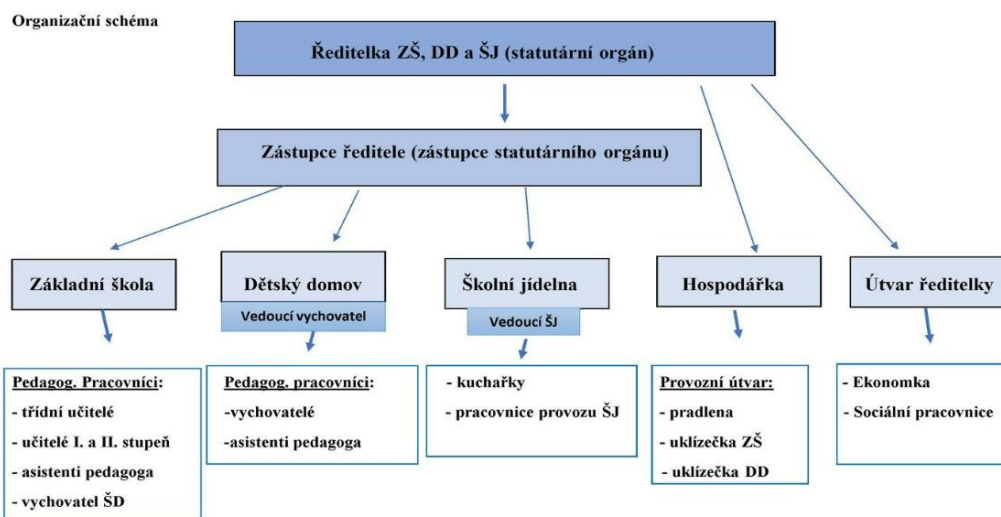 Organizační schéma
Ředitelka ZŠ, DD a ŠJ (statutární orgán)
Zástupce ředitele (zástupce statutárního orgánu)
Základní škola
Dětský domov
Vedoucí vychovatel
Školní jídelna
Vedoucí ŠJ
Hospodářka
Útvar ředitelky
Pedagog. Pracovníci:
- třídní učitelé
- učitelé I. a II. stupeň
- asistenti pedagoga
- vychovatel ŠD
Pedagog. pracovníci:
-vychovatelé
-asistenti pedagoga
- kuchařky
- pracovnice provozu ŠJ
Provozní útvar:
- pradlena
- uklízečka ZŠ
- uklízečka DD
- Ekonomka
- Sociální pracovnice